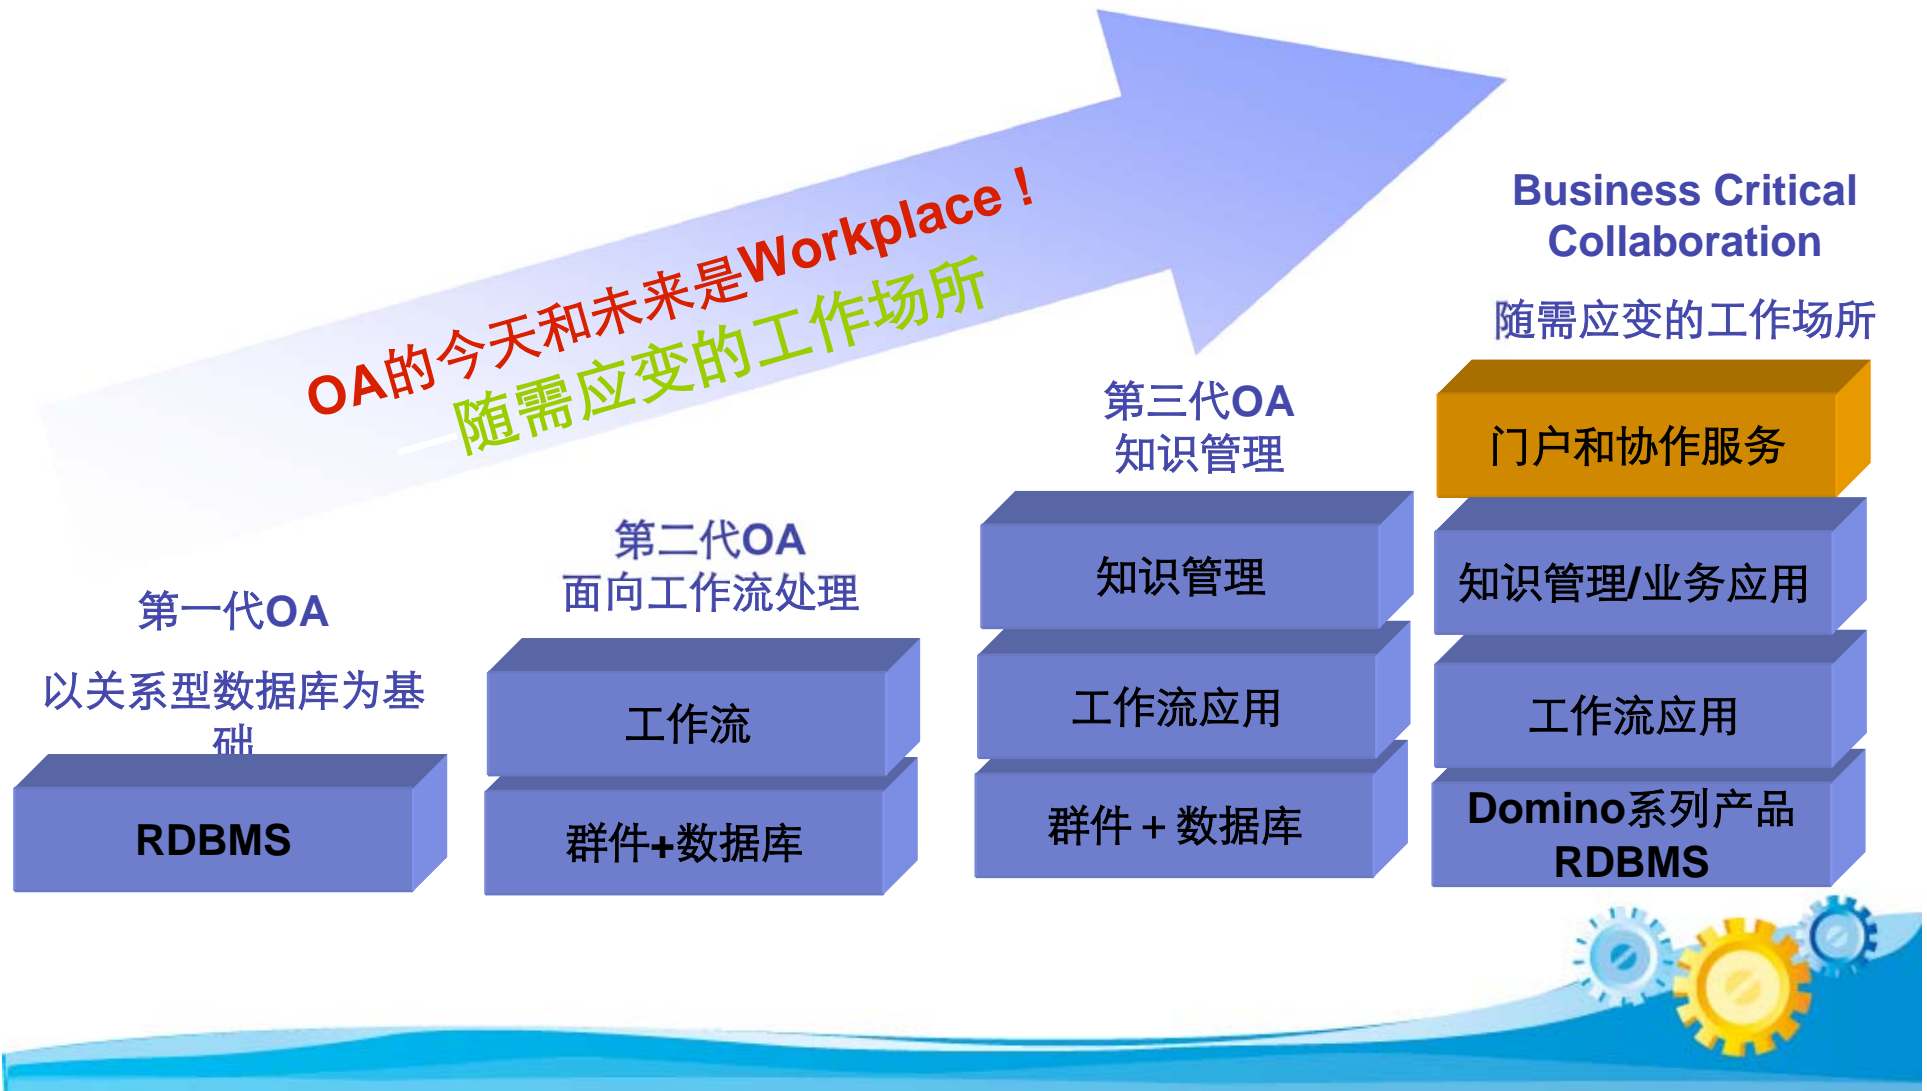 OA的今天和未来是Workplace！
随需应变的工作场所
Business Critical
Collaboration
随需应变的工作场所
门户和协作服务
知识管理/业务应用
工作流应用
Domino系列产品
RDBMS
第三代OA
知识管理
知识管理
工作流应用
群件＋数据库
第二代OA
面向工作流处理
工作流
群件+数据库
第一代OA
以关系型数据库为基
础
RDBMS